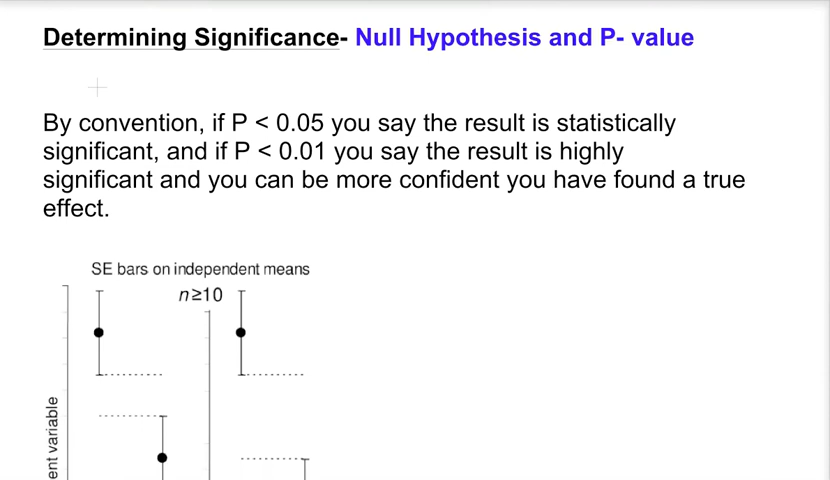 Determining Significance- Null Hypothesis and P- value
By convention, if P < 0.05 you say the result is statistically
significant, and if P < 0.01 you say the result is highly
significant and you can be more confident you have found a true
effect.
SE bars on independent means
n≥10
ent variable